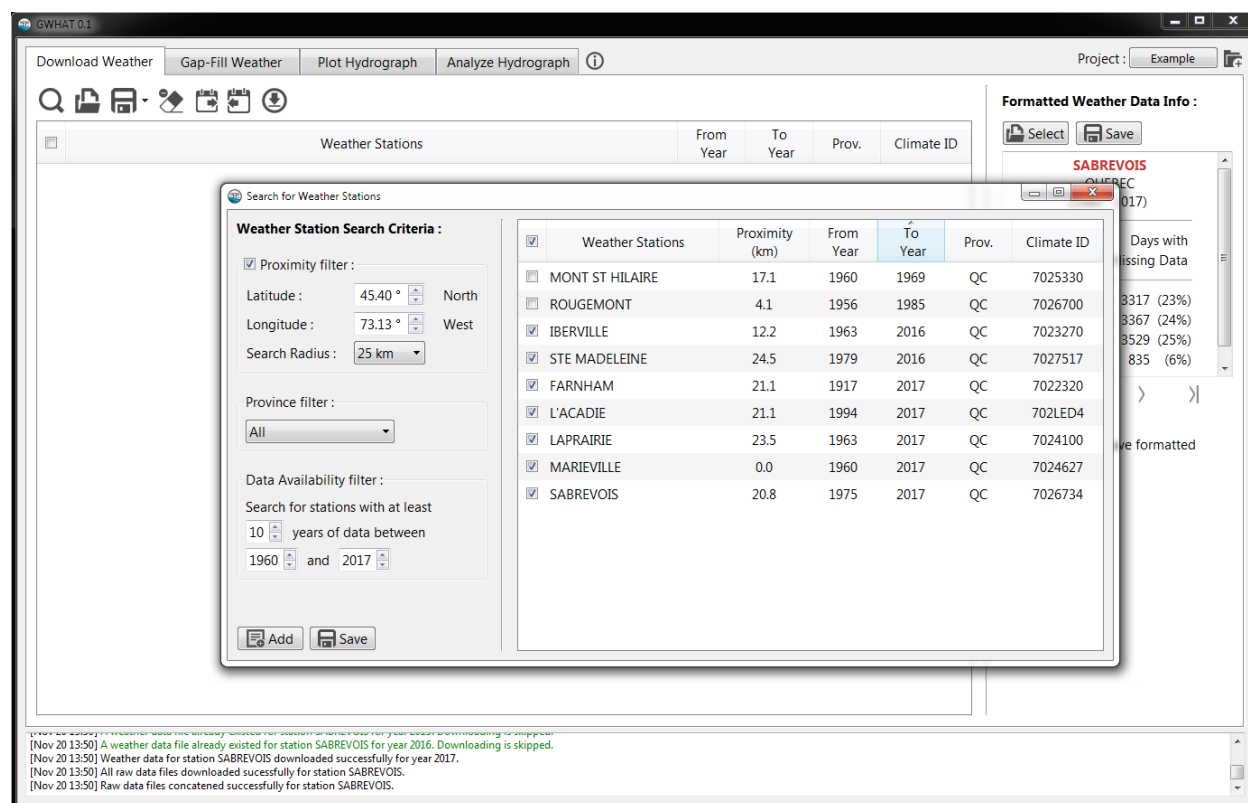 GWHAT 0.1
Download Weather Gap-Fill Weather Plot Hydrograph Analyze Hydrograph
Project : Example
Weather Stations From Year To Year Prov. Climate ID
Formatted Weather Data Info :
Select Save
SABREVOIS
017)
Days with
3317 (23%)
3367 (24%)
3529 (25%)
835 (6%)
formatted
Search for Weather Stations
Weather Station Search Criteria :
Proximity filter :
Latitude : 45.40 ° North
Longitude : 73.13 ° West
Search Radius : 25 km
Province filter :
All
Data Availability filter :
Search for stations with at least
10 years of data between
1960 and 2017
Add Save
Weather Stations Proximity (km) From Year To Year Prov. Climate ID
MONT ST HILAIRE 17.1 1960 1969 QC 7025330
ROUGEMONT 4.1 1956 1985 QC 7026700
IBERVILLE 12.2 1963 2016 QC 7023270
STE MADELEINE 24.5 1979 2016 QC 7027517
FARNHAM 21.1 1917 2017 QC 7022320
L'ACADIE 21.1 1994 2017 QC 702LED4
LAPRAIRIE 23.5 1963 2017 QC 7024100
MARIEVILLE 0.0 1960 2017 QC 7024627
SABREVOIS 20.8 1975 2017 QC 7026734
[Nov 20 13:50] A weather data file already existed for station SABREVOIS for year 2016. Downloading is skipped.
[Nov 20 13:50] Weather data for station SABREVOIS downloaded successfully for year 2017.
[Nov 20 13:50] All raw data files downloaded sucessfully for station SABREVOIS.
[Nov 20 13:50] Raw data files concatened successfully for station SABREVOIS.